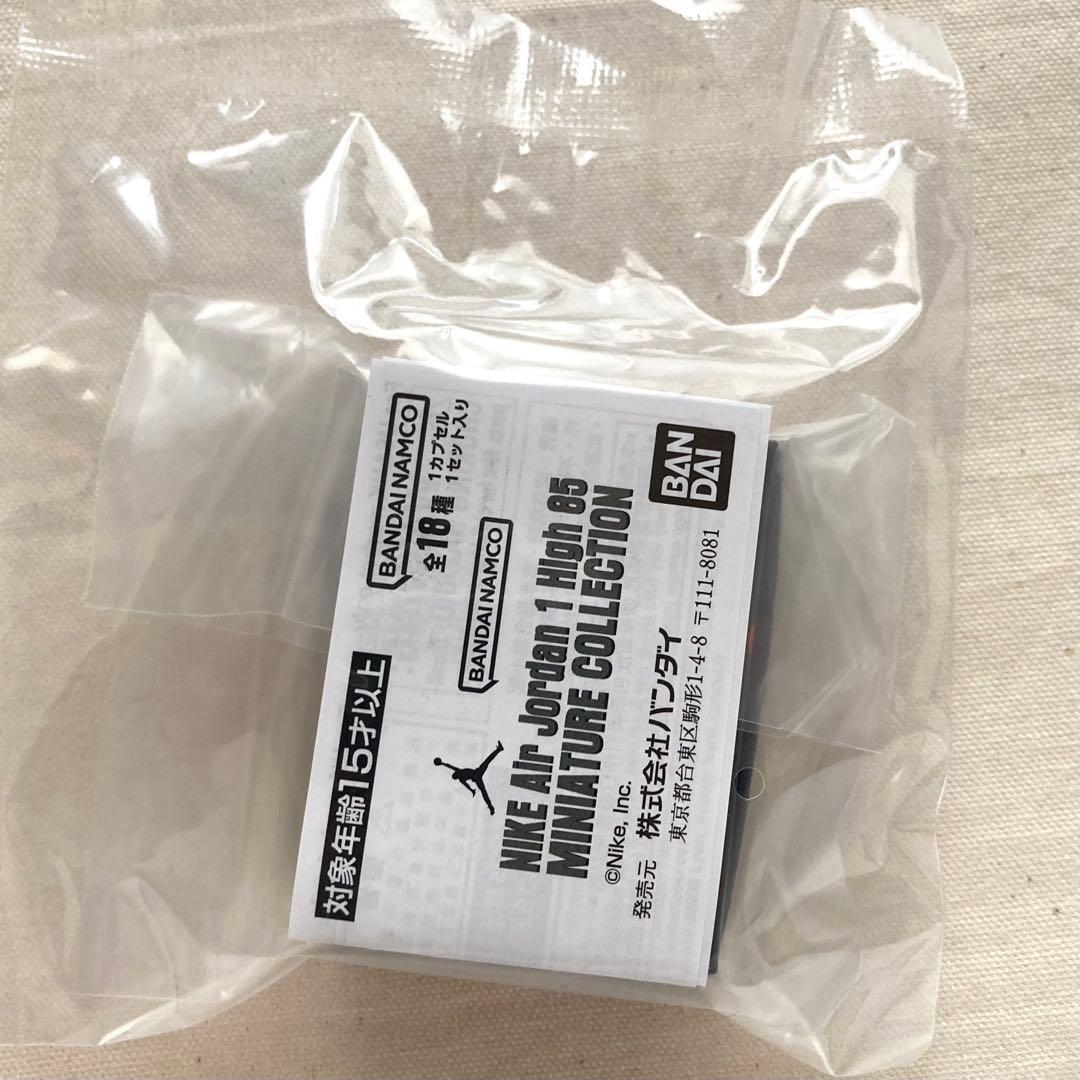 対象年齢15才以上
BANDAI NAMCO
全18種
1カプセル
1セット入り
BANDAI NAMCO
NIKE Air Jordan 1 High 85
MINIATURE COLLECTION
©Nike, Inc.
発売元 株式会社バンダイ
東京都台東区駒形1-4-8 〒111-8081
BAN
DAI